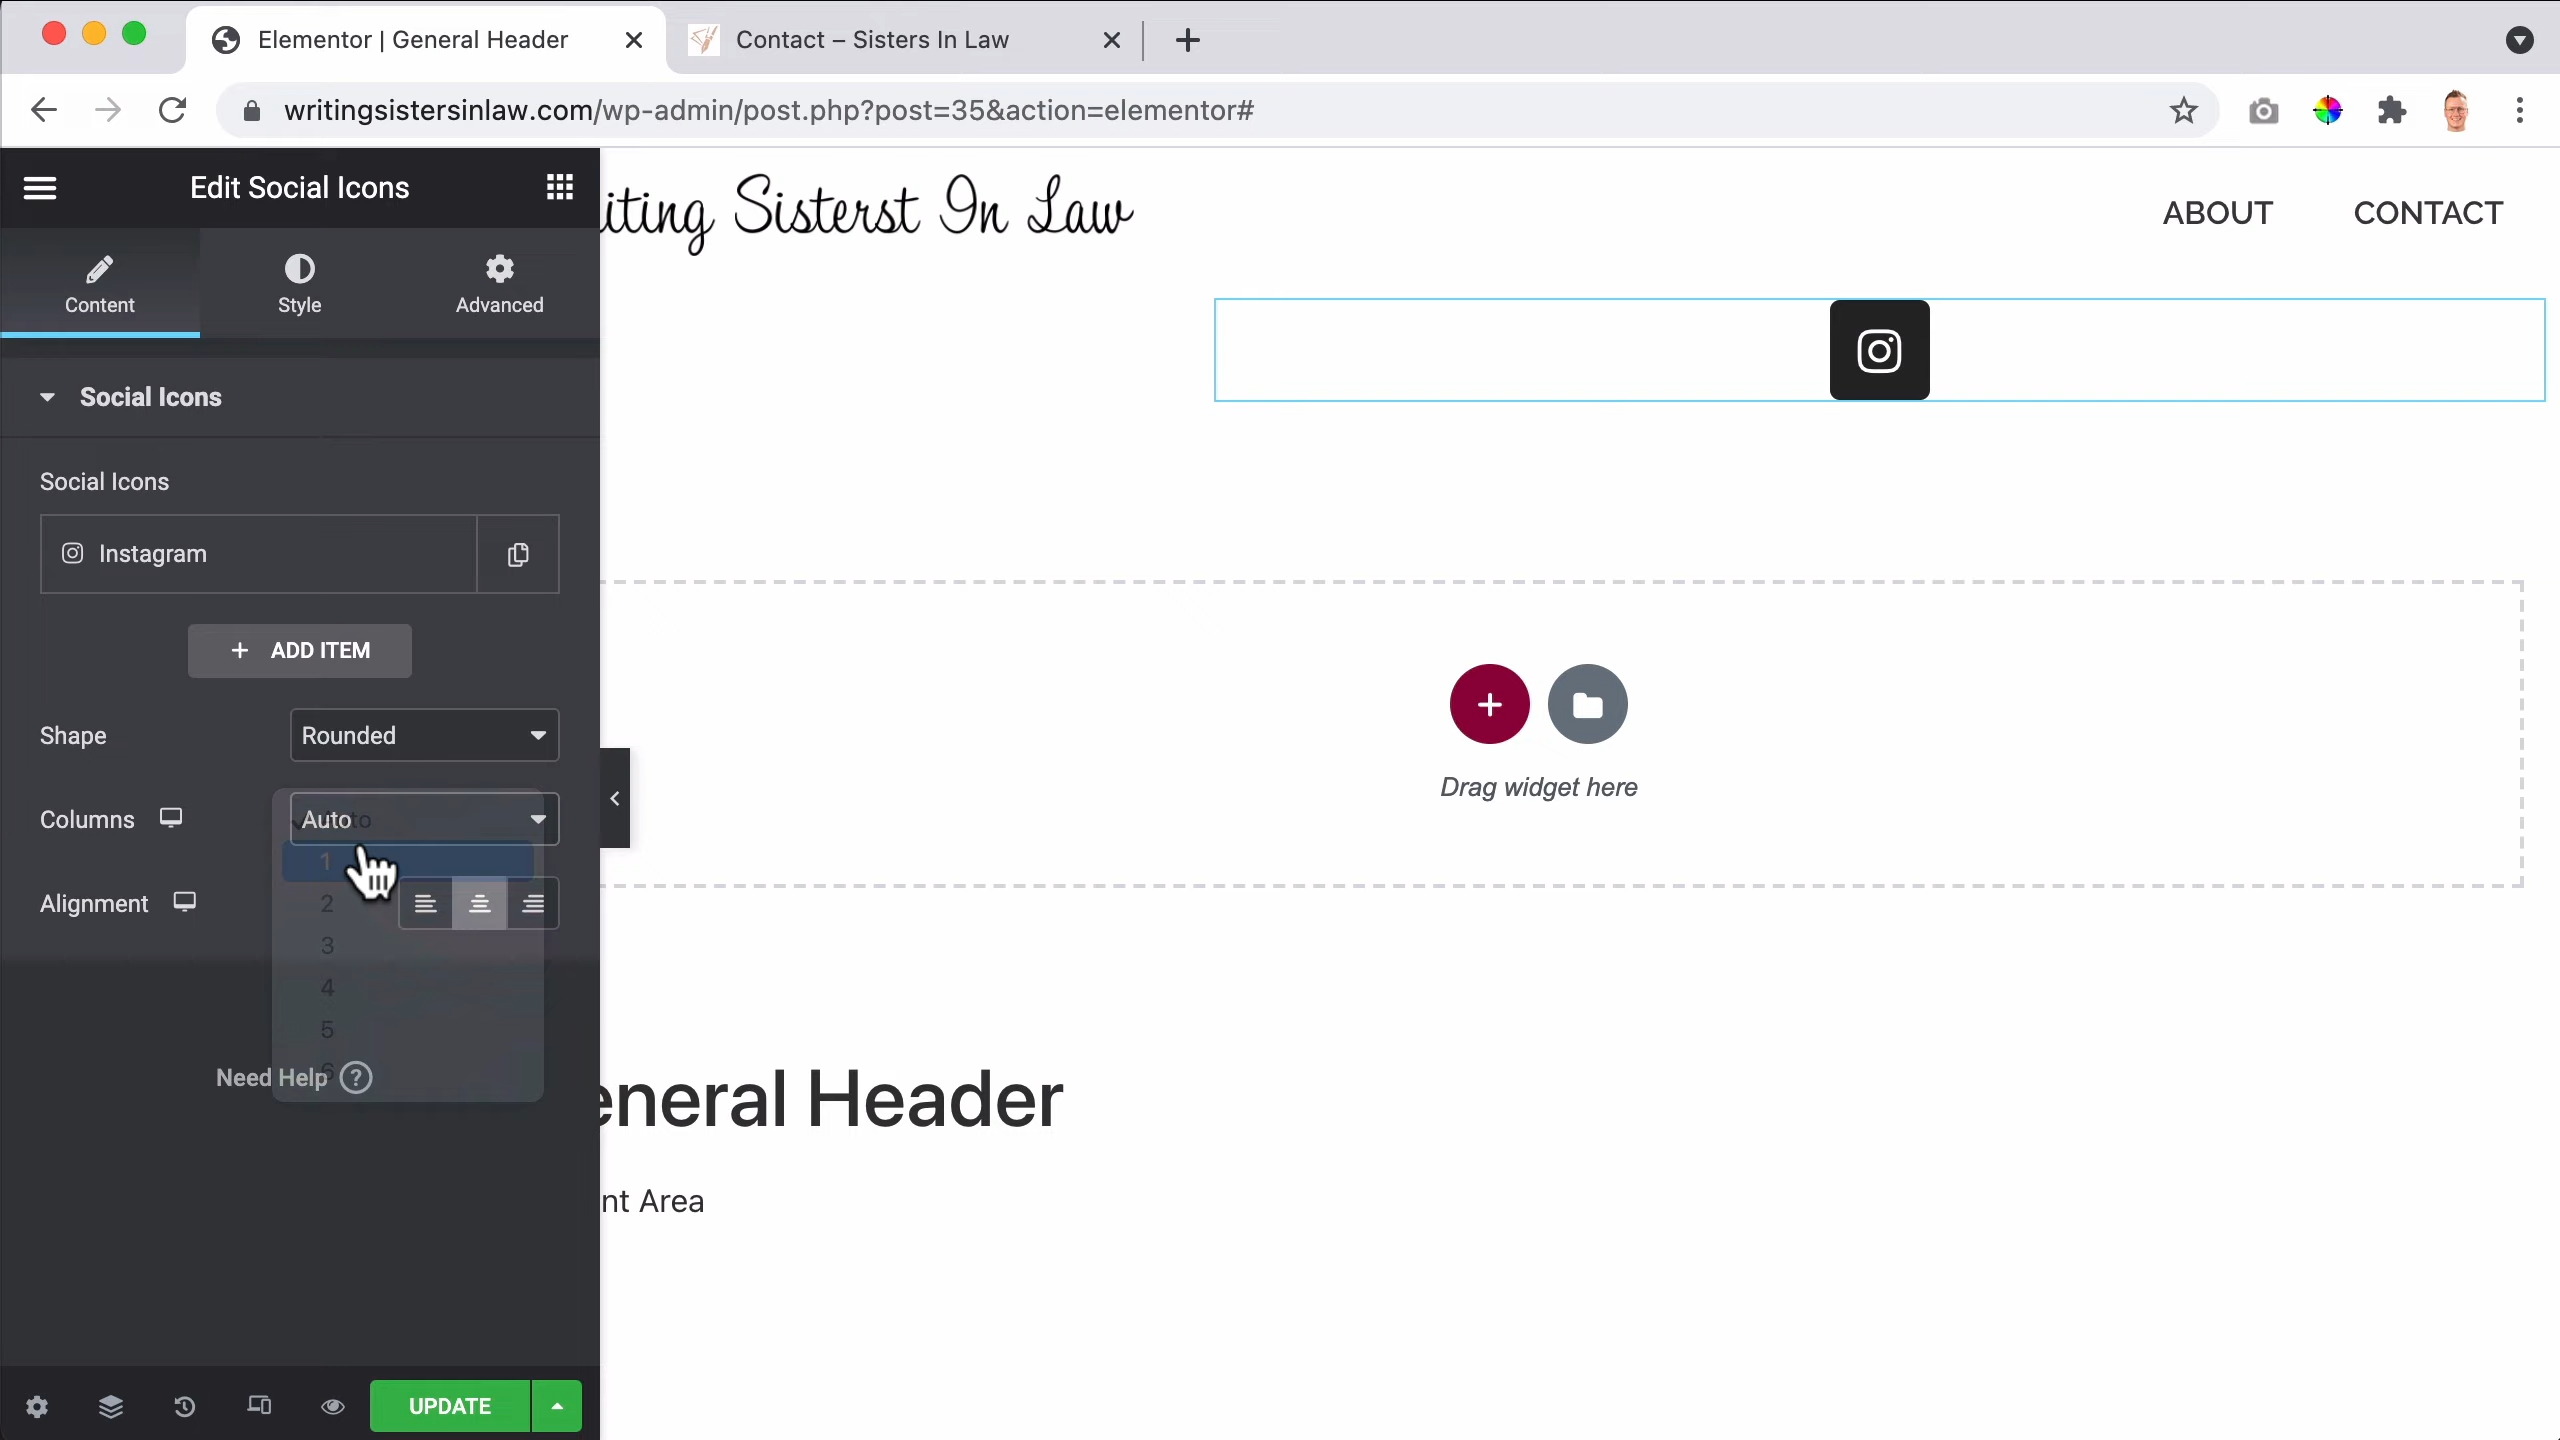 Elementor | General Header
Contact – Sisters In Law
writingsistersinlaw.com/wp-admin/post.php?post=35&action=elementor#
Edit Social Icons
iting Sisterst In Law
ABOUT
CONTACT
Content
Style
Advanced
Social Icons
Social Icons
Instagram
+ ADD ITEM
Shape
Rounded
Columns
Auto
1
2
3
4
5
6
Alignment
Drag widget here
Need Help ?
eneral Header
nt Area
UPDATE